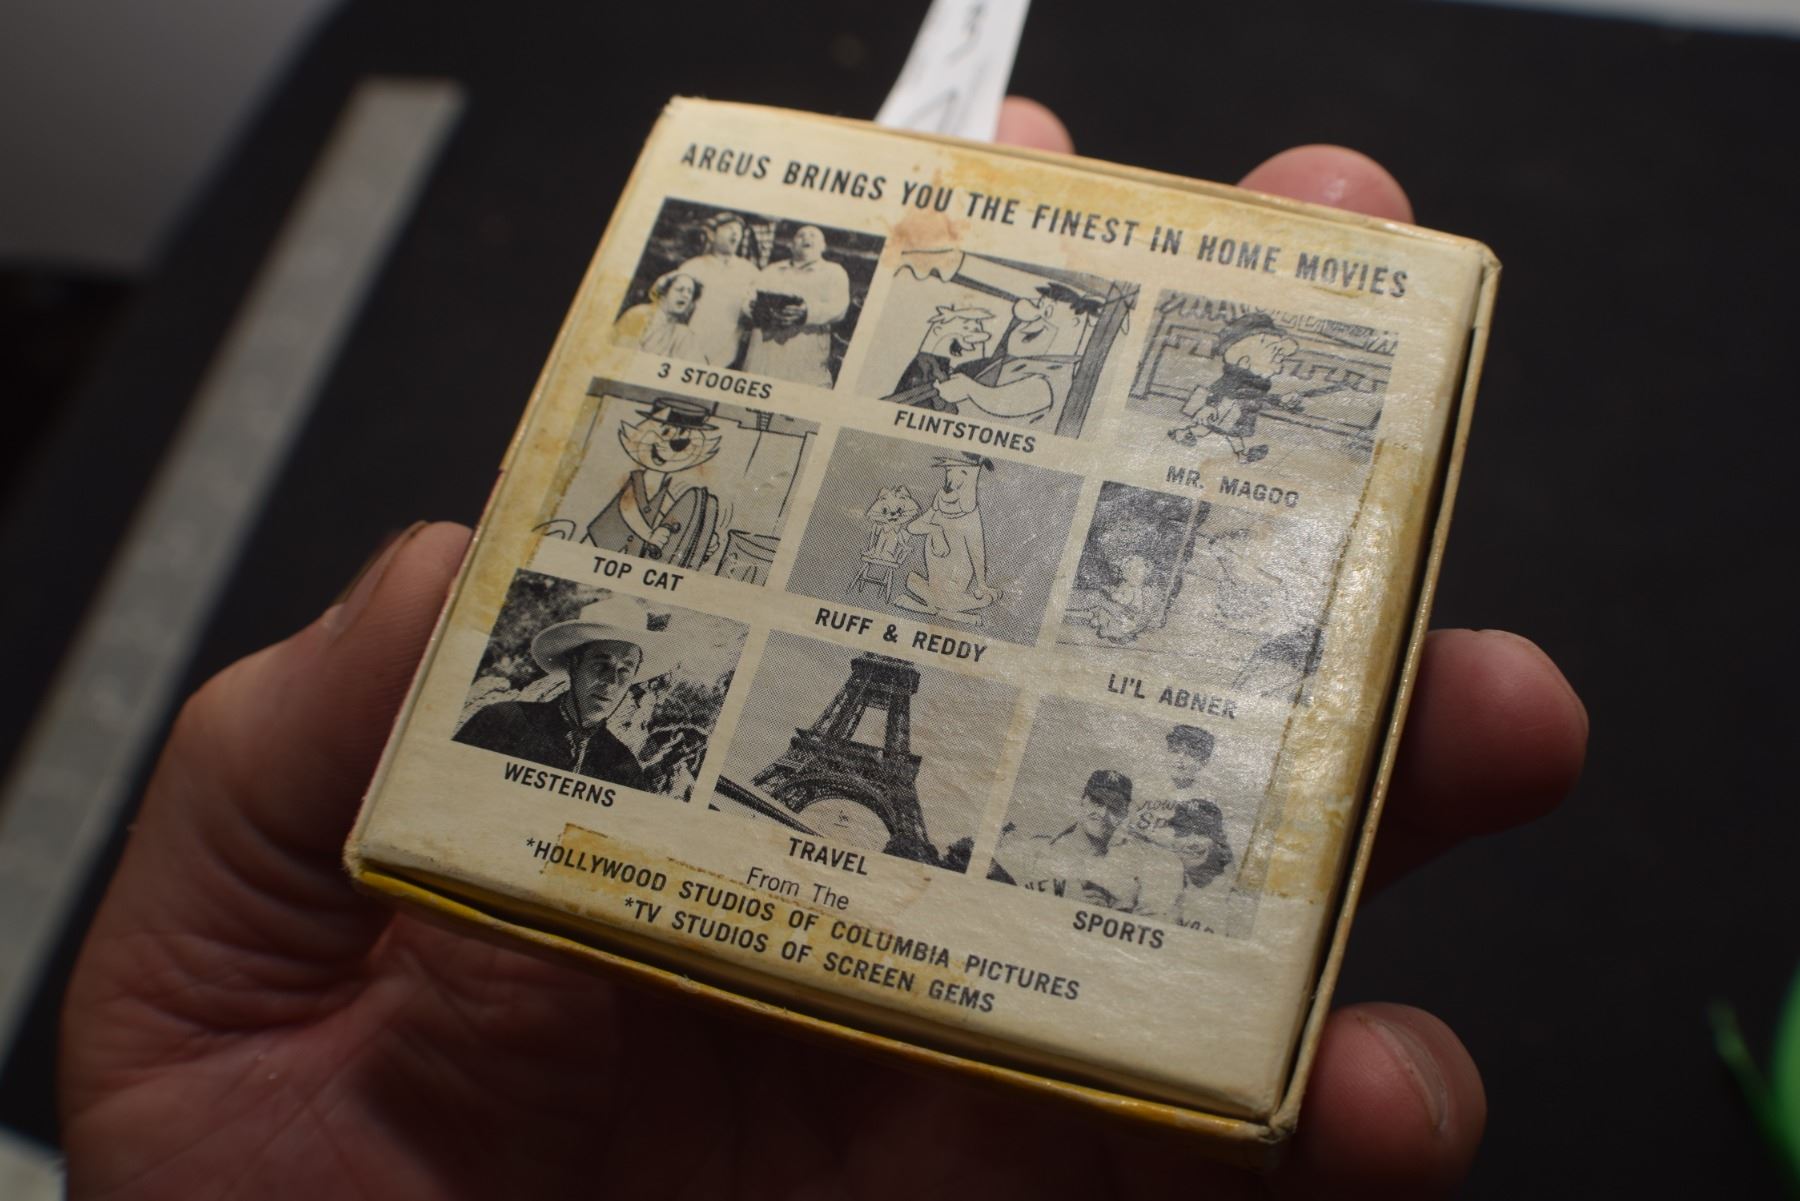 ARGUS BRINGS YOU THE FINEST IN HOME MOVIES
3 STOOGES
FLINTSTONES
MR. MAGOO
TOP CAT
RUFF & REDDY
LI'L ABNER
WESTERNS
TRAVEL
NEW
SPORTS
From The
*HOLLYWOOD STUDIOS OF COLUMBIA PICTURES
*TV STUDIOS OF SCREEN GEMS